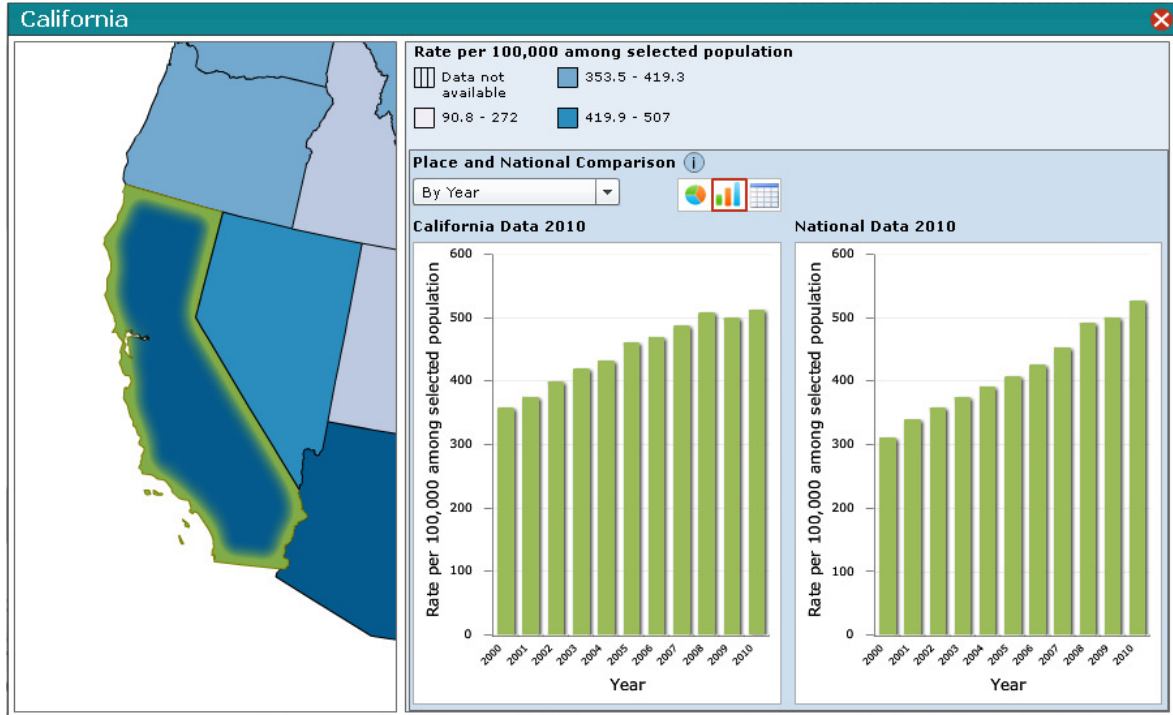 California
Rate per 100,000 among selected population
Data not
available
353.5 - 419.3
90.8 - 272
419.9 - 507
Place and National Comparison i
By Year
California Data 2010
600
500
400
300
200
100
0
Rate per 100,000 among selected population
2000
2001
2002
2003
2004
2005
2006
2007
2008
2009
2010
Year
National Data 2010
600
500
400
300
200
100
0
Rate per 100,000 among selected population
2000
2001
2002
2003
2004
2005
2006
2007
2008
2009
2010
Year